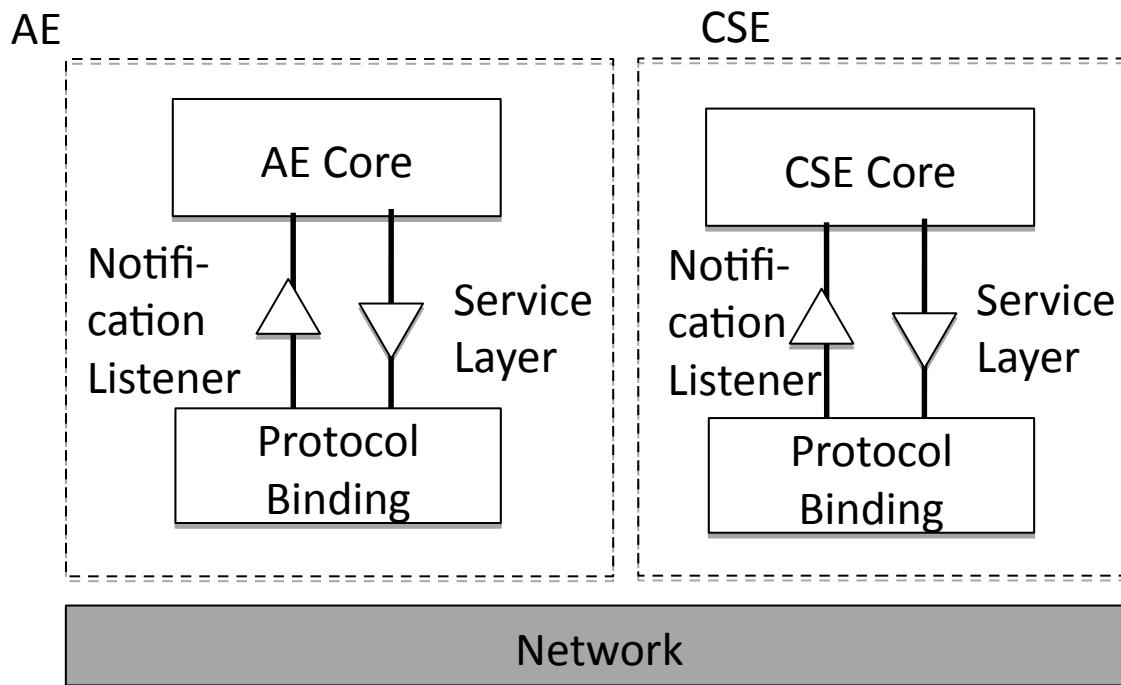 AE
CSE
AE Core
Notifi-
cation
Listener
Service
Layer
Protocol
Binding
CSE Core
Notifi-
cation
Listener
Service
Layer
Protocol
Binding
Network